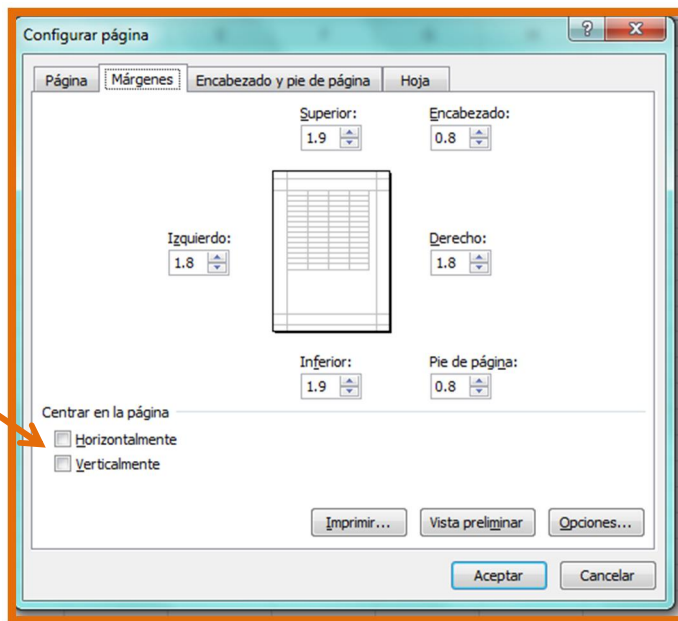 Configurar página
?
X
Página Márgenes Encabezado y pie de página Hoja
Superior: Encabezado:
1.9 0.8
Izquierdo: Derecho:
1.8 1.8
Inferior: Pie de página:
1.9 0.8
Centrar en la página
Horizontalmente
Verticalmente
Imprimir... Vista preliminar Opciones...
Aceptar Cancelar